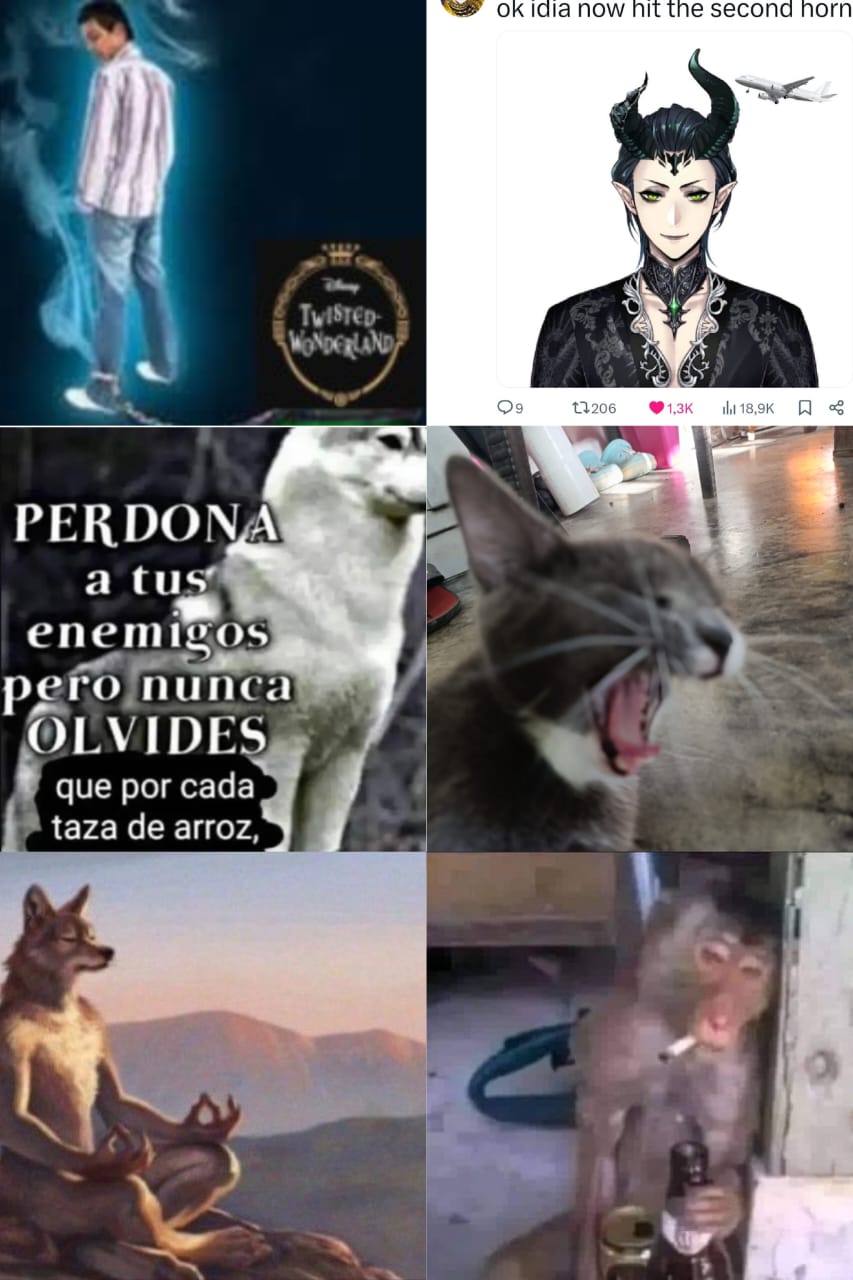 Disney
TWISTED-
WONDERLAND
ok idia now hit the second horn
9
206
1,3K
18,9K
PERDONA
a tus
enemigos
pero nunca
OLVIDES
que por cada
taza de arroz,